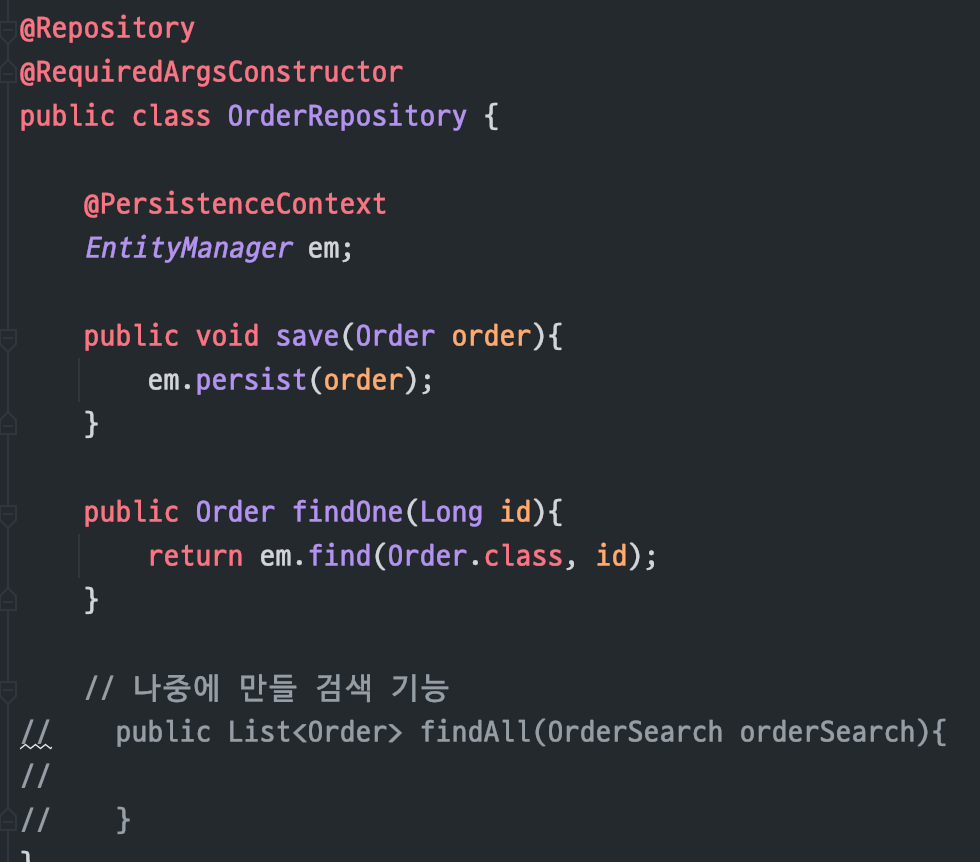 @Repository
@RequiredArgsConstructor
public class OrderRepository {
@PersistenceContext
EntityManager em;
public void save(Order order){
em.persist(order);
}
public Order findOne(Long id){
return em.find(Order.class, id);
}
// 나중에 만들 검색 기능
// public List<Order> findAll(OrderSearch orderSearch){
//
// }
}